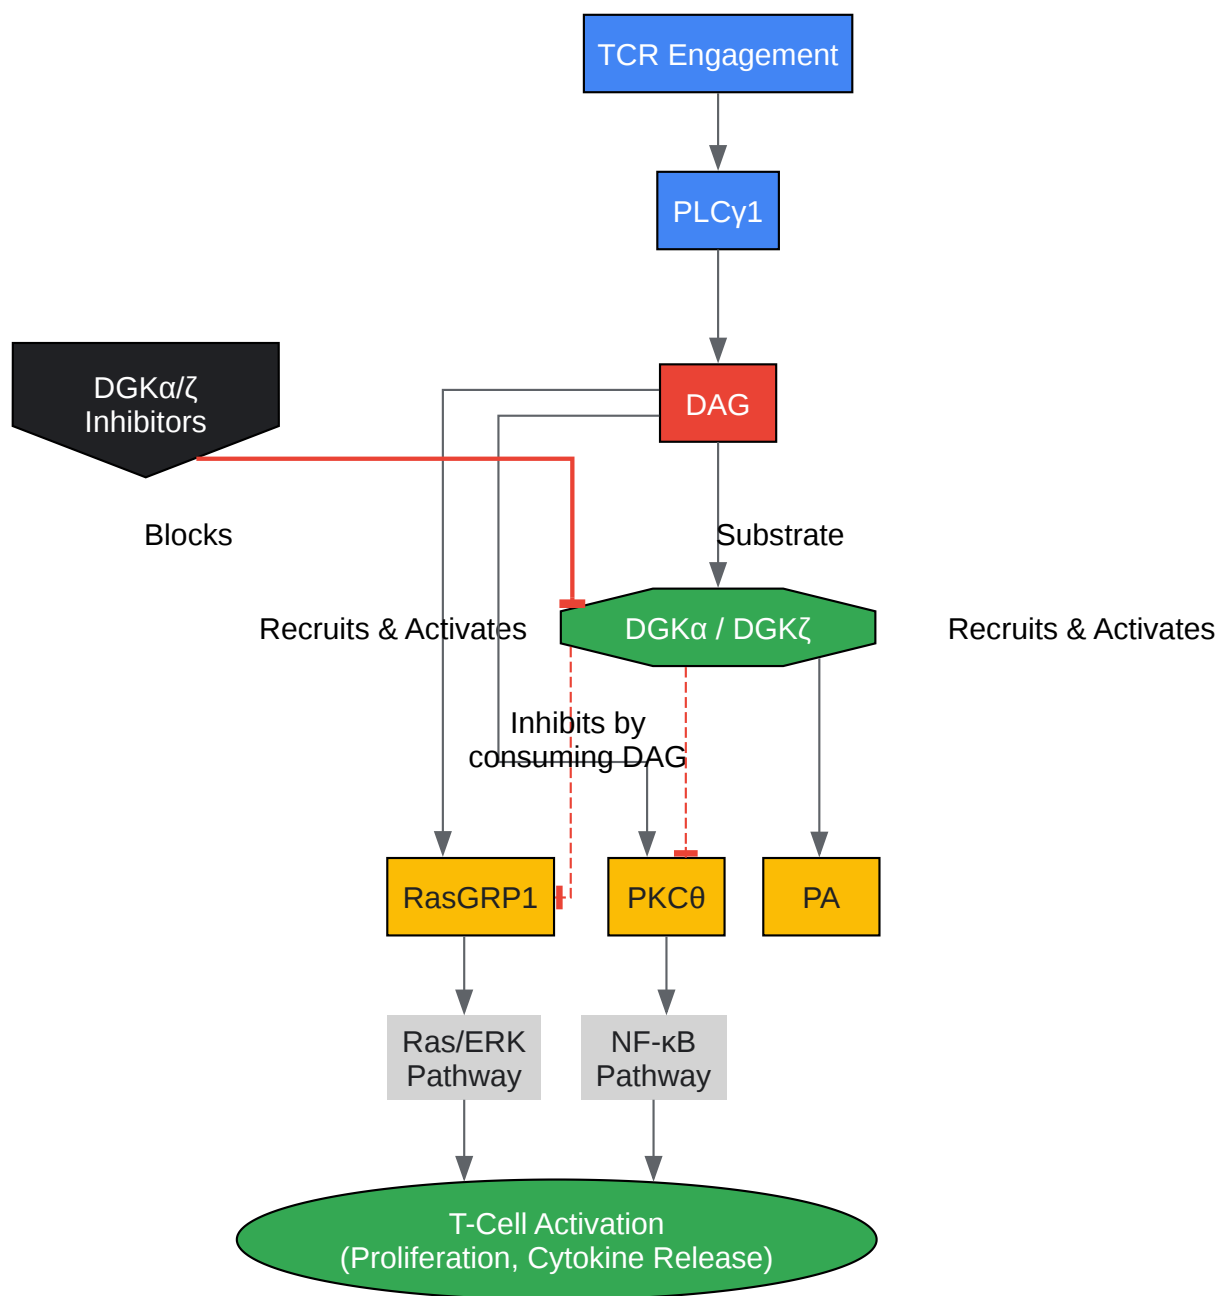 TCR Engagement
PLCγ1
DAG
DGKα/ζ
Inhibitors
Blocks
Substrate
Recruits & Activates
DGKα / DGKζ
Recruits & Activates
Inhibits by
consuming DAG
RasGRP1
PKCθ
PA
Ras/ERK
Pathway
NF-κB
Pathway
T-Cell Activation
(Proliferation, Cytokine Release)